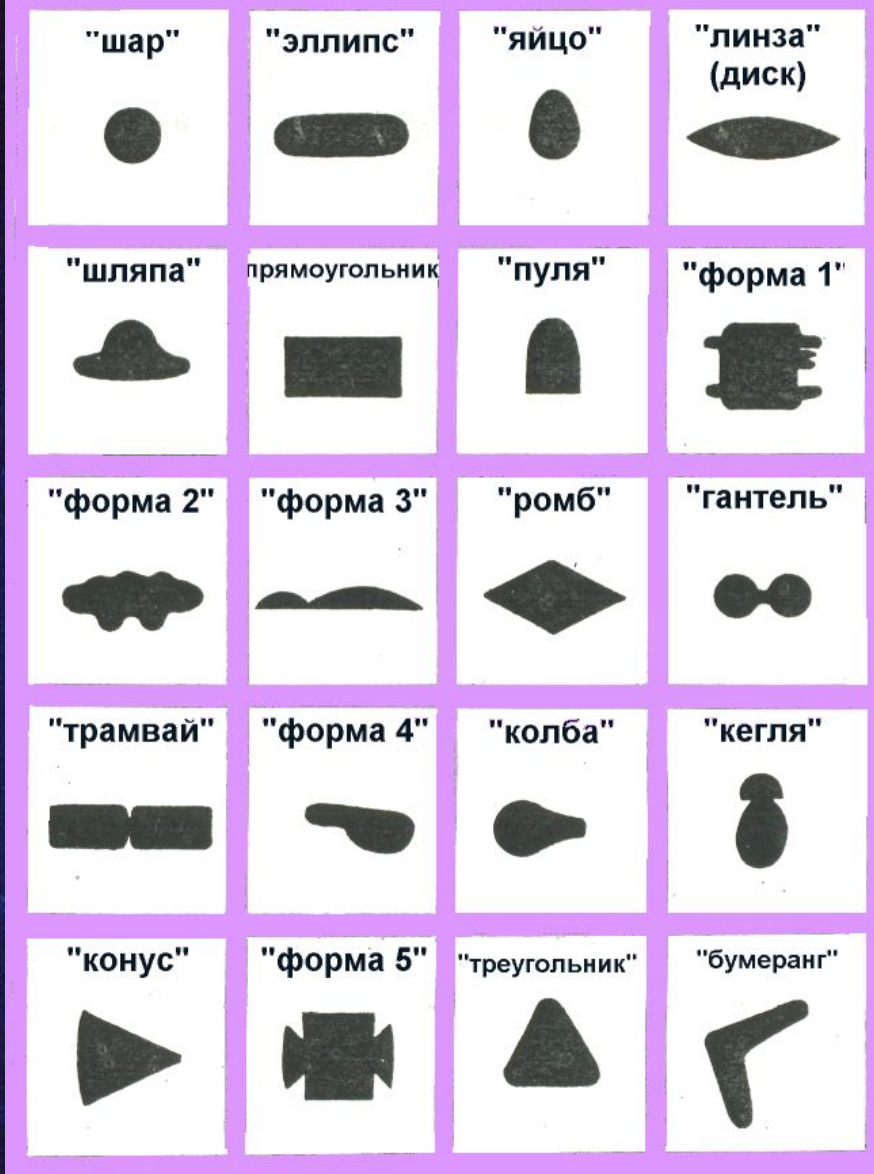 "шар"
"эллипс"
"яйцо"
"линза"
(диск)
"шляпа"
прямоугольник
"пуля"
"форма 1"
"форма 2"
"форма 3"
"ромб"
"гантель"
"трамвай"
"форма 4"
"колба"
"кегля"
"конус"
"форма 5"
"треугольник"
"бумеранг"